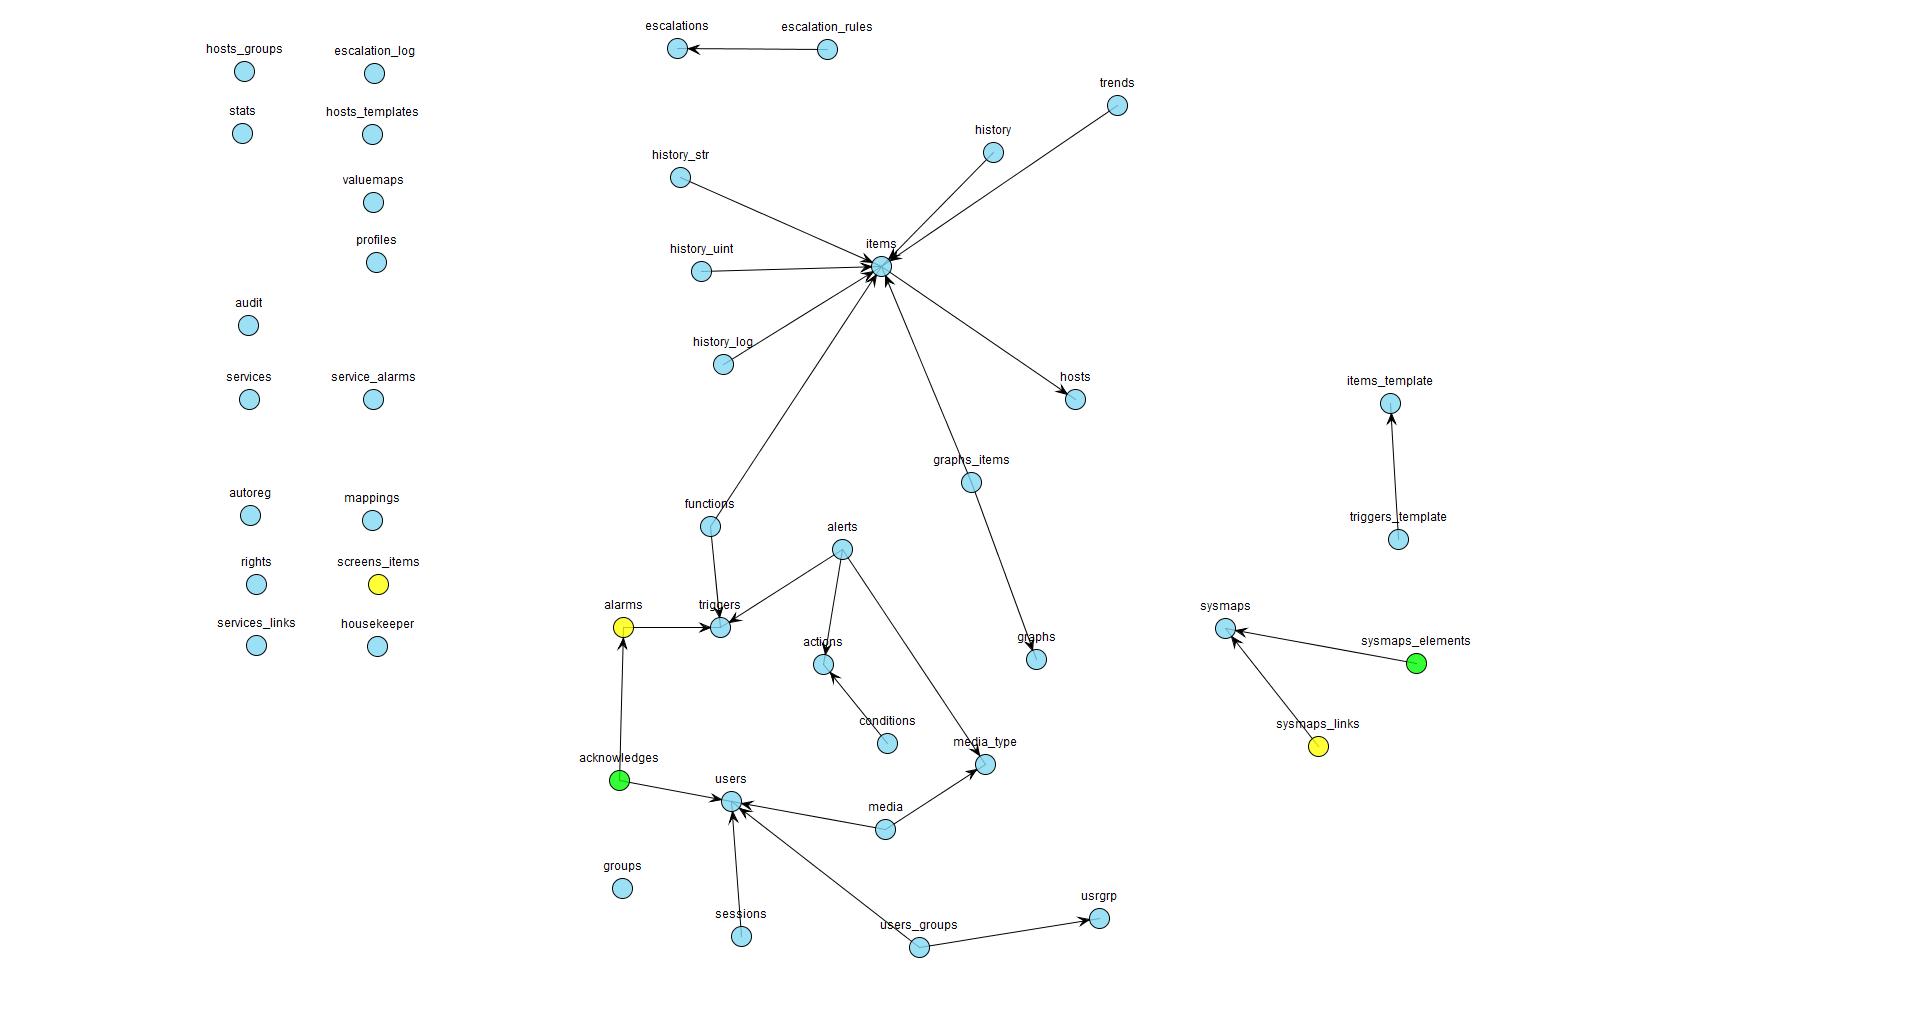 escalations
escalation_rules
hosts_groups
escalation_log
trends
stats
hosts_templates
history
history_str
valuemaps
profiles
items
history_uint
audit
history_log
services
service_alarms
hosts
items_template
graphs_items
autoreg
mappings
functions
triggers_template
alerts
rights
screens_items
alarms
triggers
sysmaps
services_links
housekeeper
actions
graphs
sysmaps_elements
conditions
sysmaps_links
media_type
acknowledges
users
media
groups
usrgrp
sessions
users_groups